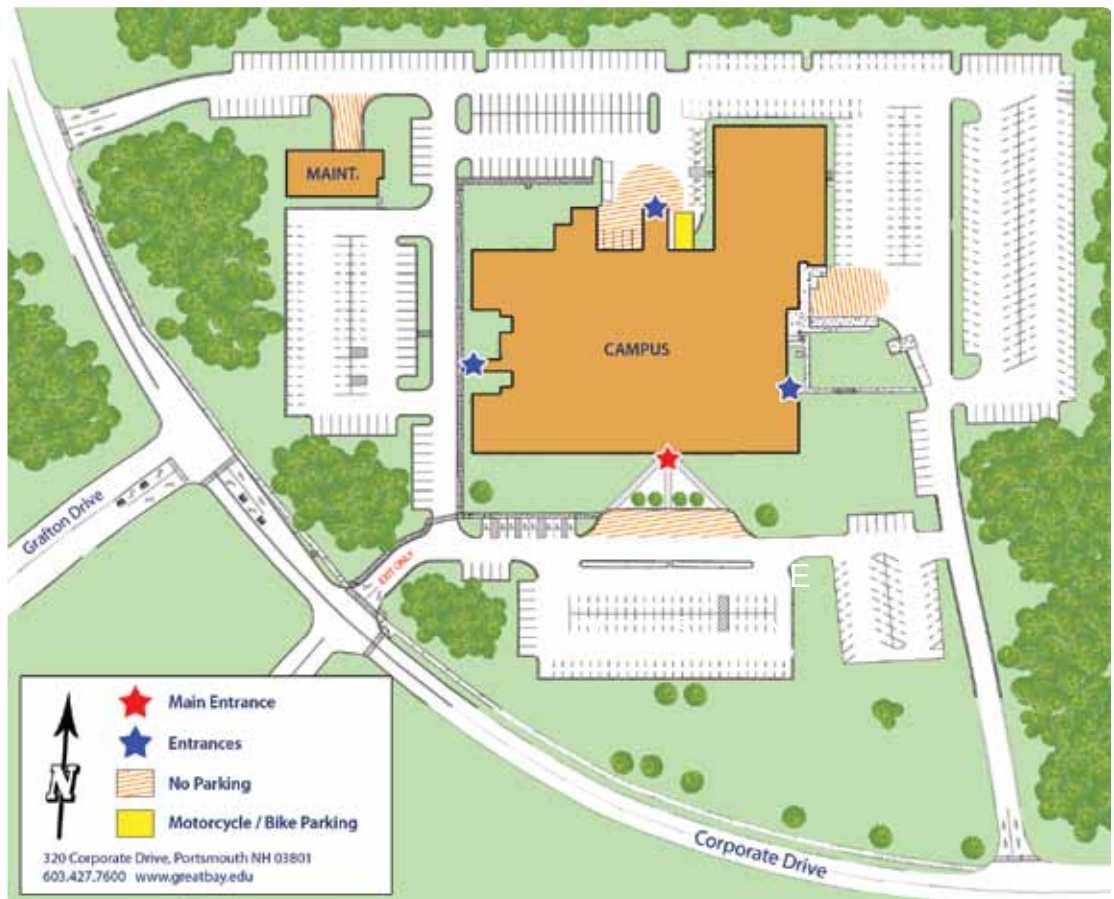 MAINT.
CAMPUS
Grafton Drive
EXIT ONLY
E
Main Entrance
Entrances
No Parking
Motorcycle / Bike Parking
N
320 Corporate Drive, Portsmouth NH 03801
603.427.7600 www.greatbay.edu
Corporate Drive